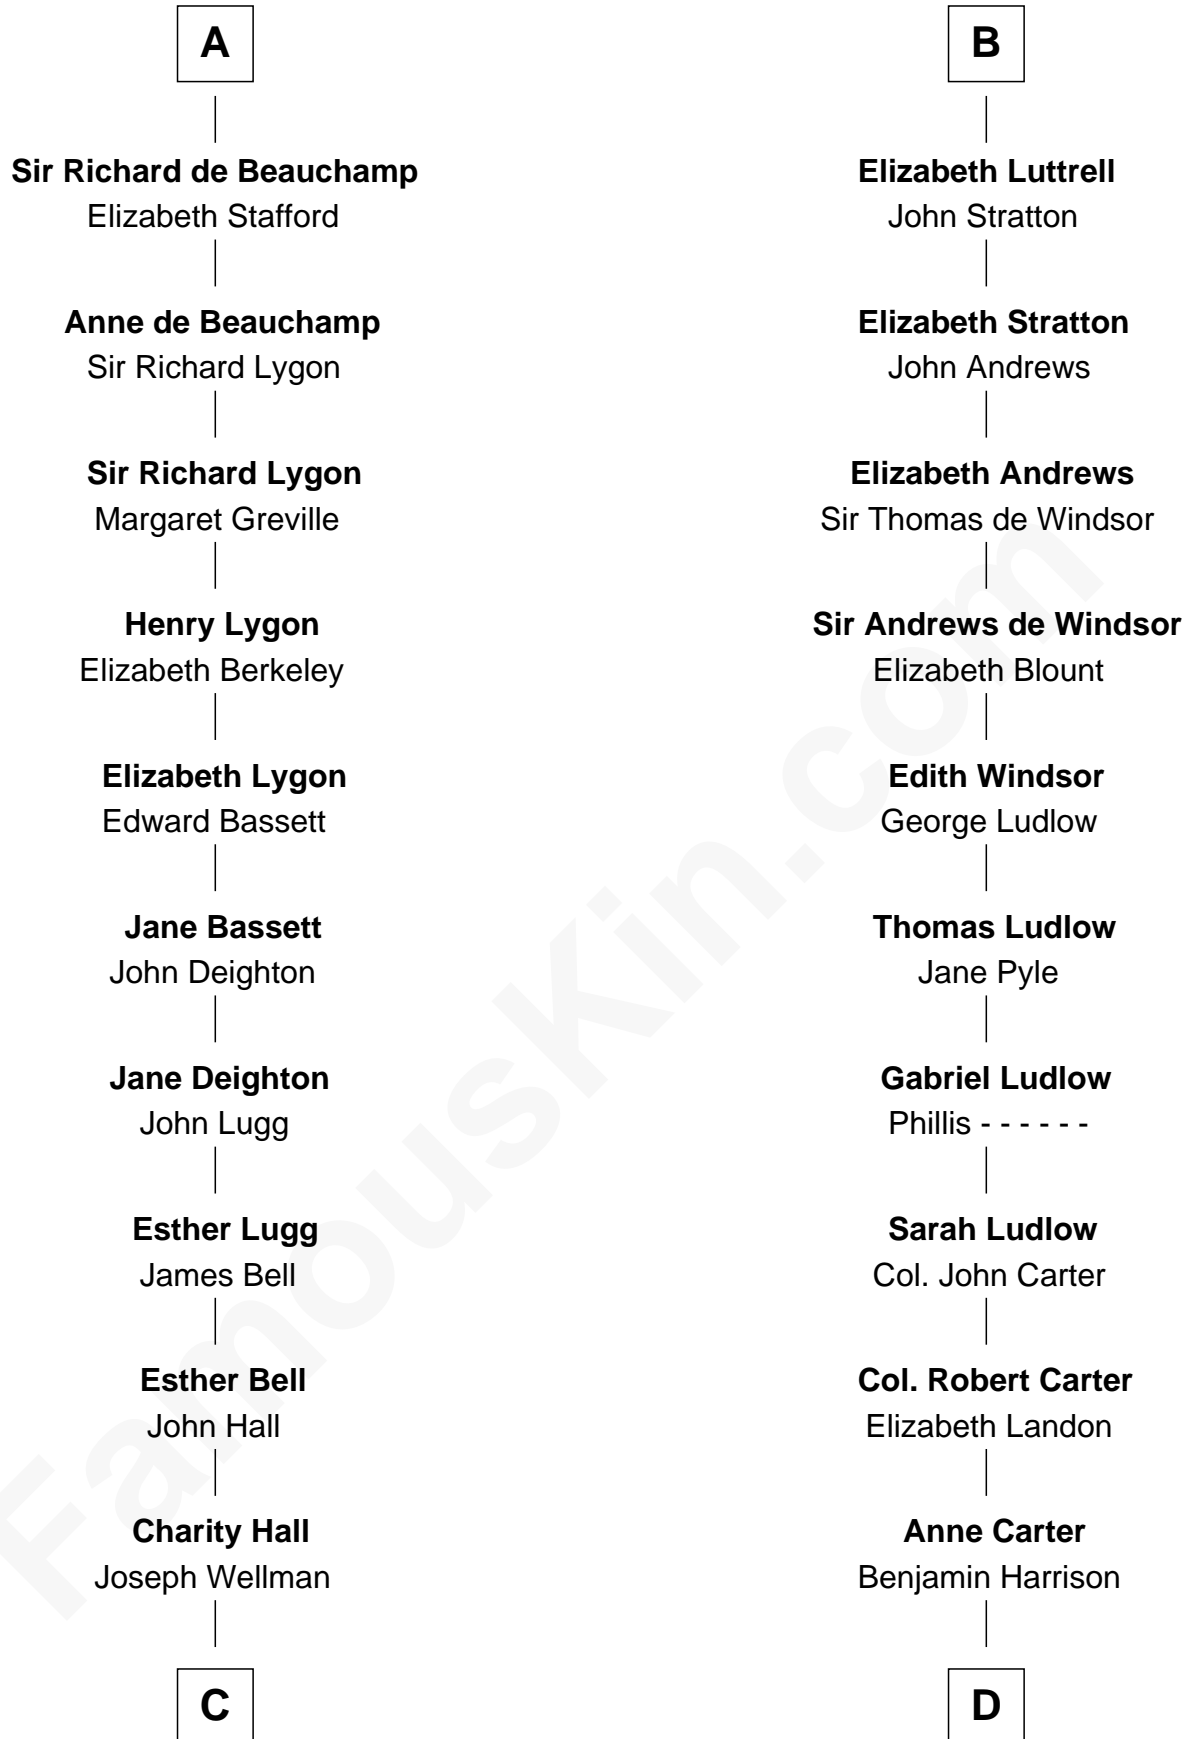 A
Sir Richard de Beauchamp
Elizabeth Stafford
Anne de Beauchamp
Sir Richard Lygon
Sir Richard Lygon
Margaret Greville
Henry Lygon
Elizabeth Berkeley
Elizabeth Lygon
Edward Bassett
Jane Bassett
John Deighton
Jane Deighton
John Lugg
Esther Lugg
James Bell
Esther Bell
John Hall
Charity Hall
Joseph Wellman
C
B
Elizabeth Luttrell
John Stratton
Elizabeth Stratton
John Andrews
Elizabeth Andrews
Sir Thomas de Windsor
Sir Andrews de Windsor
Elizabeth Blount
Edith Windsor
George Ludlow
Thomas Ludlow
Jane Pyle
Gabriel Ludlow
Phillis - - - - - -
Sarah Ludlow
Col. John Carter
Col. Robert Carter
Elizabeth Landon
Anne Carter
Benjamin Harrison
D
FamousKin.com